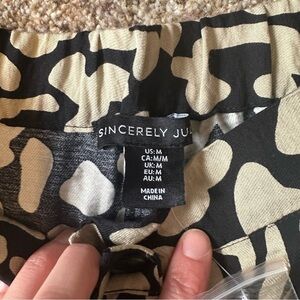 SINCERELY JU
US:M
CA:M/M
UK:M
EU:M
AU:M
MADE IN
CHINA